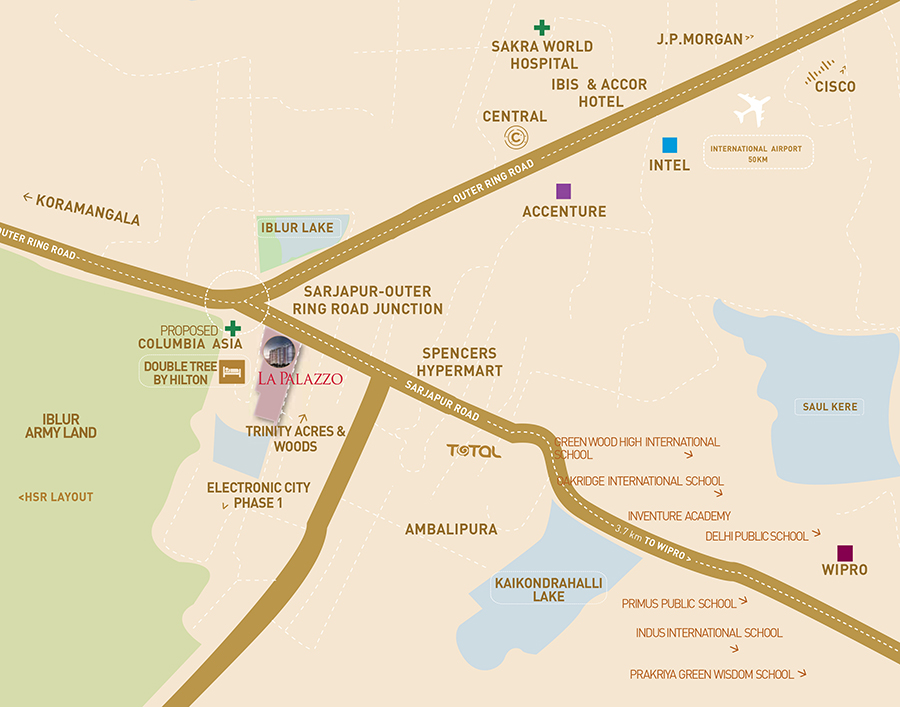 SAKRA WORLD
HOSPITAL
J.P.MORGAN >>
IBIS & ACCOR
HOTEL
CISCO
CENTRAL
C
INTERNATIONAL AIRPORT
50KM
INTEL
OUTER RING ROAD
ACCENTURE
← KORAMANGALA
IBLUR LAKE
OUTER RING ROAD
SARJAPUR-OUTER
RING ROAD JUNCTION
PROPOSED
COLUMBIA ASIA
SPENCERS
HYPERMART
DOUBLE TREE
BY HILTON
LA PALAZZO
SARJAPUR ROAD
SAUL KERE
IBLUR
ARMY LAND
TRINITY ACRES &
WOODS
TOTAL
GREEN WOOD HIGH INTERNATIONAL
SCHOOL
OAKRIDGE INTERNATIONAL SCHOOL
<HSR LAYOUT
ELECTRONIC CITY
PHASE 1
INVENTURE ACADEMY
AMBALIPURA
DELHI PUBLIC SCHOOL
3.7 km TO WIPRO >
WIPRO
KAIKONDRAHALLI
LAKE
PRIMUS PUBLIC SCHOOL
INDUS INTERNATIONAL SCHOOL
PRAKRIYA GREEN WISDOM SCHOOL